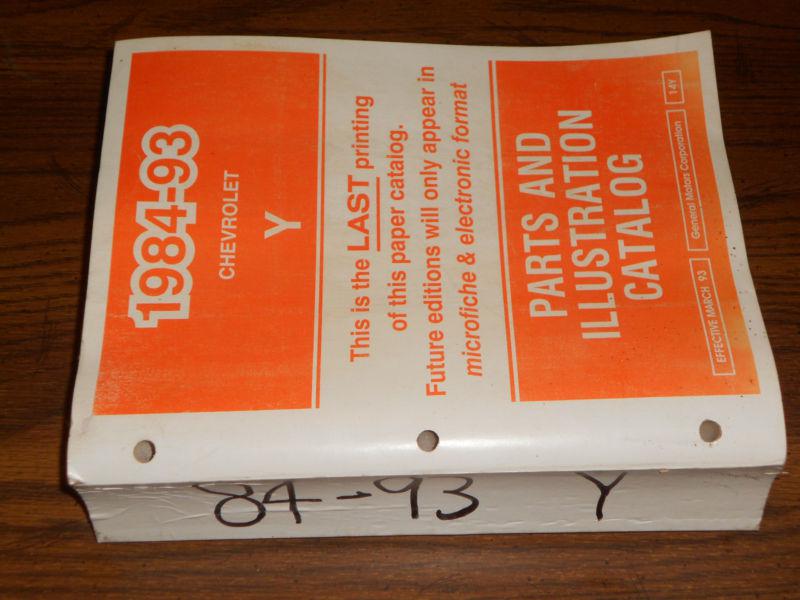 1984-93
CHEVROLET
Y
This is the LAST printing
of this paper catalog.
Future editions will only appear in
microfiche & electronic format
PARTS AND
ILLUSTRATION
CATALOG
EFFECTIVE MARCH 93
General Motors Corporation
14Y
84-93 Y